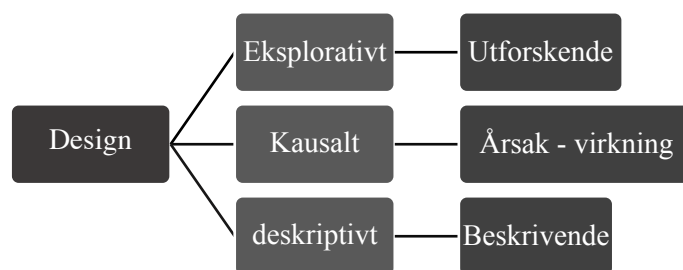 Design
Eksplorativt
Utforskende
Kausalt
Årsak - virkning
deskriptivt
Beskrivende